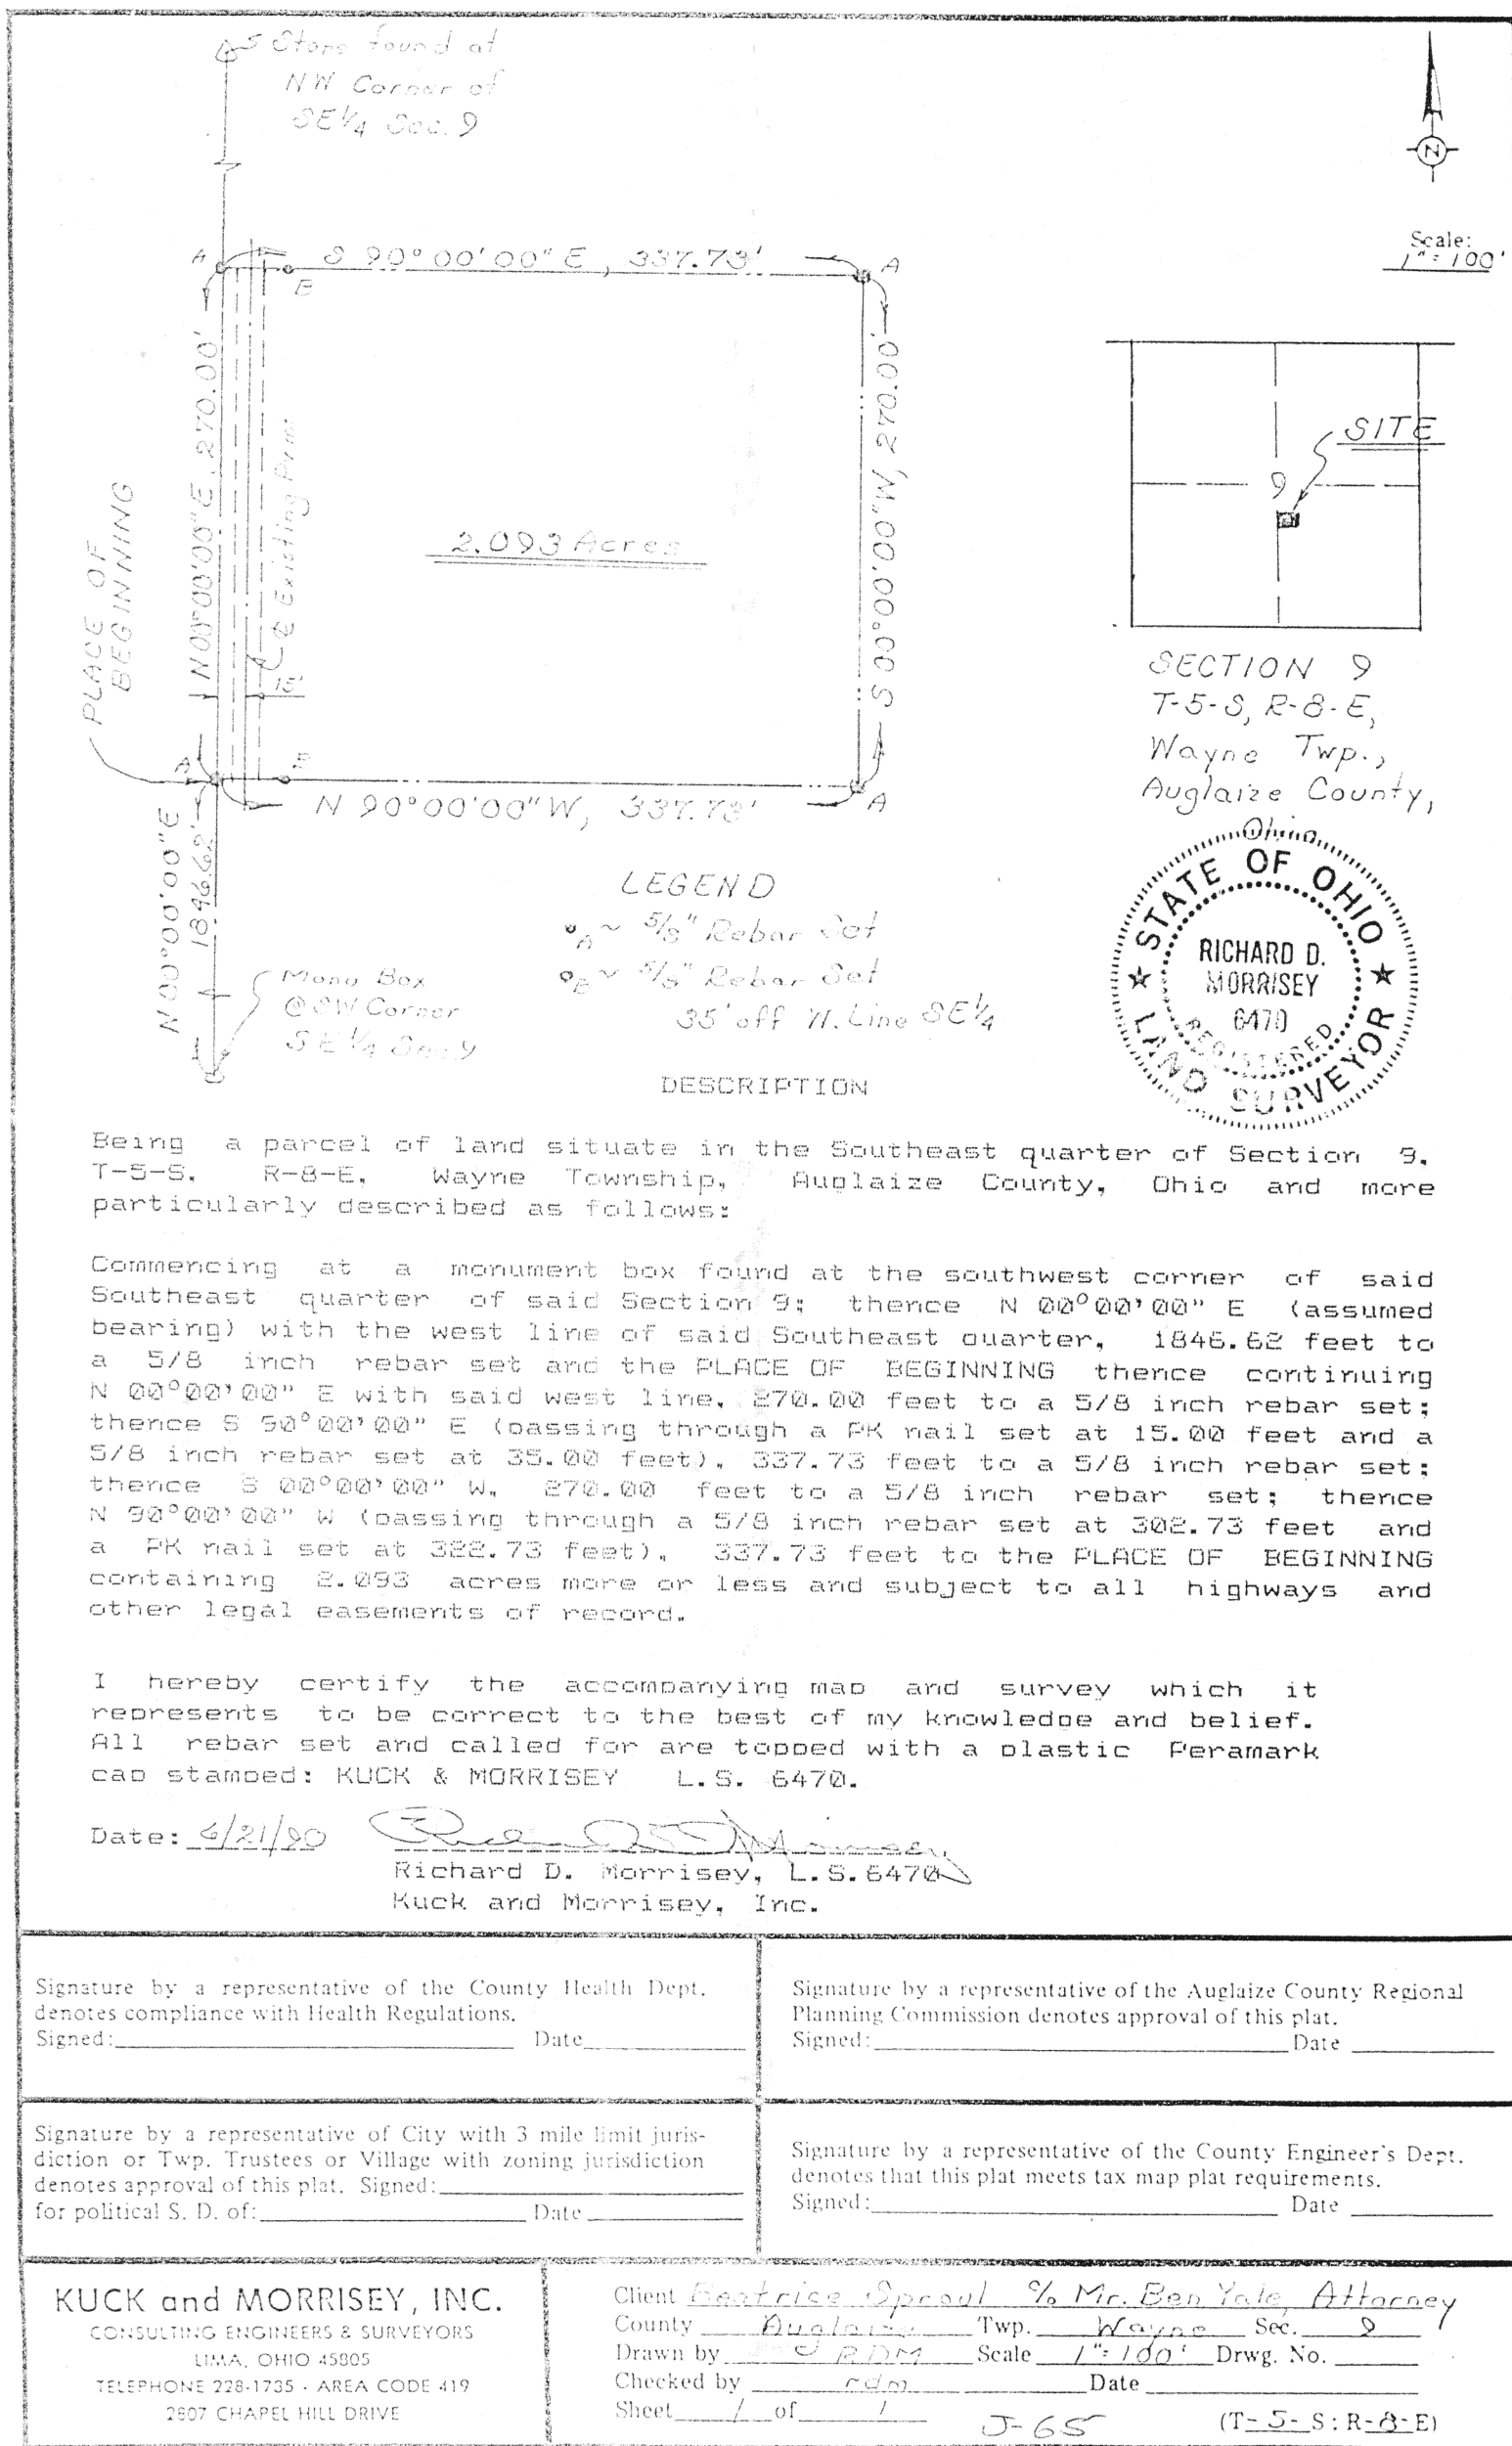 Stone found at
NW Corner of
SE 1/4 Sec. 9
N
Scale:
1" = 100'
A
S 90°00'00" E, 337.73'
A
B
N 00°00'00" E, 270.00'
℄ Existing Pvm.
15'
PLACE OF
BEGINNING
2.093 Acres
S 00°00'00" W, 270.00'
SITE
9
SECTION 9
T-5-S, R-8-E,
Wayne Twp.,
Auglaize County,
Ohio
A
B
N 90°00'00" W, 337.73'
A
N 00°00'00" E
1846.62'
Monu Box
@ SW Corner
SE 1/4 Sec. 9
LEGEND
A ~ 5/8" Rebar Set
B ~ 5/8" Rebar Set
35' off W. Line SE 1/4
STATE OF OHIO
RICHARD D.
MORRISEY
6470
REGISTERED
LAND SURVEYOR
DESCRIPTION
Being a parcel of land situate in the Southeast quarter of Section 9,
T-5-S, R-8-E, Wayne Township, Auglaize County, Ohio and more
particularly described as follows:
Commencing at a monument box found at the southwest corner of said
Southeast quarter of said Section 9; thence N 00°00'00" E (assumed
bearing) with the west line of said Southeast quarter, 1846.62 feet to
a 5/8 inch rebar set and the PLACE OF BEGINNING thence continuing
N 00°00'00" E with said west line, 270.00 feet to a 5/8 inch rebar set;
thence S 90°00'00" E (passing through a PK nail set at 15.00 feet and a
5/8 inch rebar set at 35.00 feet), 337.73 feet to a 5/8 inch rebar set;
thence S 00°00'00" W, 270.00 feet to a 5/8 inch rebar set; thence
N 90°00'00" W (passing through a 5/8 inch rebar set at 302.73 feet and
a PK nail set at 322.73 feet), 337.73 feet to the PLACE OF BEGINNING
containing 2.093 acres more or less and subject to all highways and
other legal easements of record.
I hereby certify the accompanying map and survey which it
represents to be correct to the best of my knowledge and belief.
All rebar set and called for are topped with a plastic Peramark
cap stamped: KUCK & MORRISEY L.S. 6470.
Date: 6/21/90
Richard D. Morrisey, L.S.6470
Kuck and Morrisey, Inc.
Signature by a representative of the County Health Dept.
denotes compliance with Health Regulations.
Signed: Date
Signature by a representative of the Auglaize County Regional
Planning Commission denotes approval of this plat.
Signed: Date
Signature by a representative of City with 3 mile limit juris-
diction or Twp. Trustees or Village with zoning jurisdiction
denotes approval of this plat. Signed:
for political S. D. of: Date
Signature by a representative of the County Engineer's Dept.
denotes that this plat meets tax map plat requirements.
Signed: Date
KUCK and MORRISEY, INC.
CONSULTING ENGINEERS & SURVEYORS
LIMA, OHIO 45805
TELEPHONE 228-1735 · AREA CODE 419
2807 CHAPEL HILL DRIVE
Client Beatrice Sproul c/o Mr. Ben Yale, Attorney
County Auglaize Twp. Wayne Sec. 9
Drawn by RDM Scale 1" = 100' Drwg. No.
Checked by rdm Date
Sheet 1 of 1
J-65
(T-5-S : R-8-E)